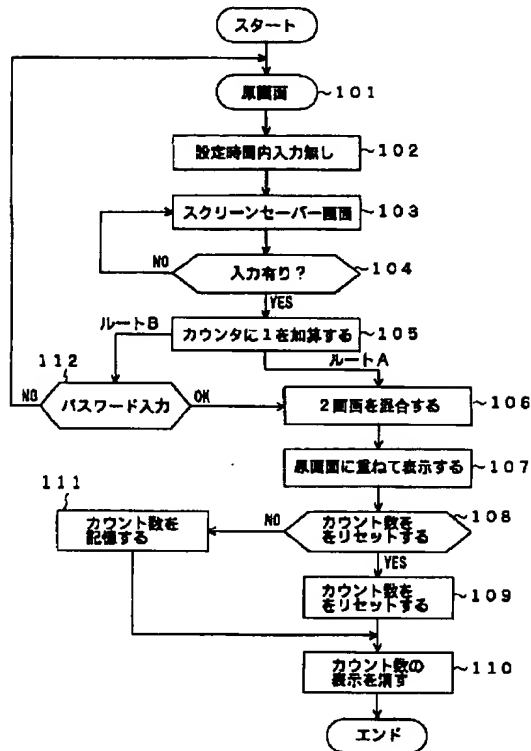 スタート
原画面
~101
設定時間内入力無し
~102
スクリーンセーバー画面
~103
NO
入力有り?
~104
YES
ルートB
カウンタに1を加算する
~105
ルートA
112
NO
パスワード入力
OK
2画面を混合する
~106
原画面に重ねて表示する
~107
111
カウント数を
記憶する
NO
カウント数を
をリセットする
~108
YES
カウント数を
をリセットする
~109
カウント数の
表示を消す
~110
エンド